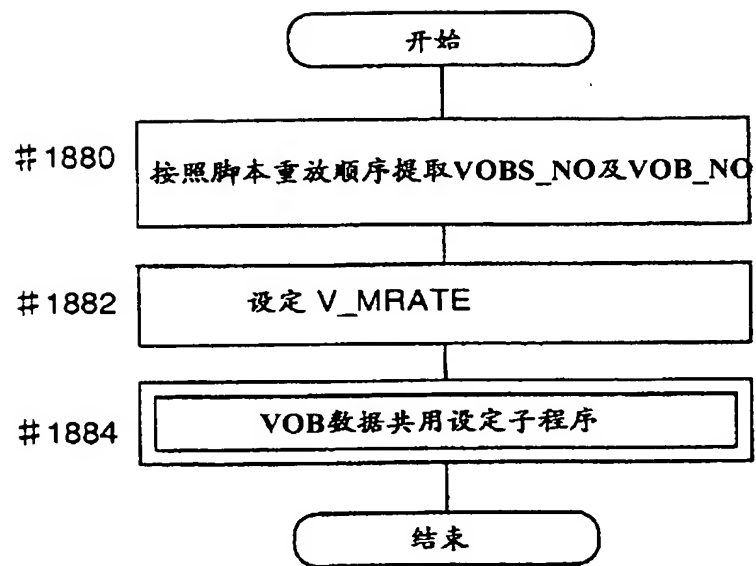 开始
#1880
按照脚本重放顺序提取VOBS_NO及VOB_NO
#1882
设定 V_MRATE
#1884
VOB数据共用设定子程序
结束